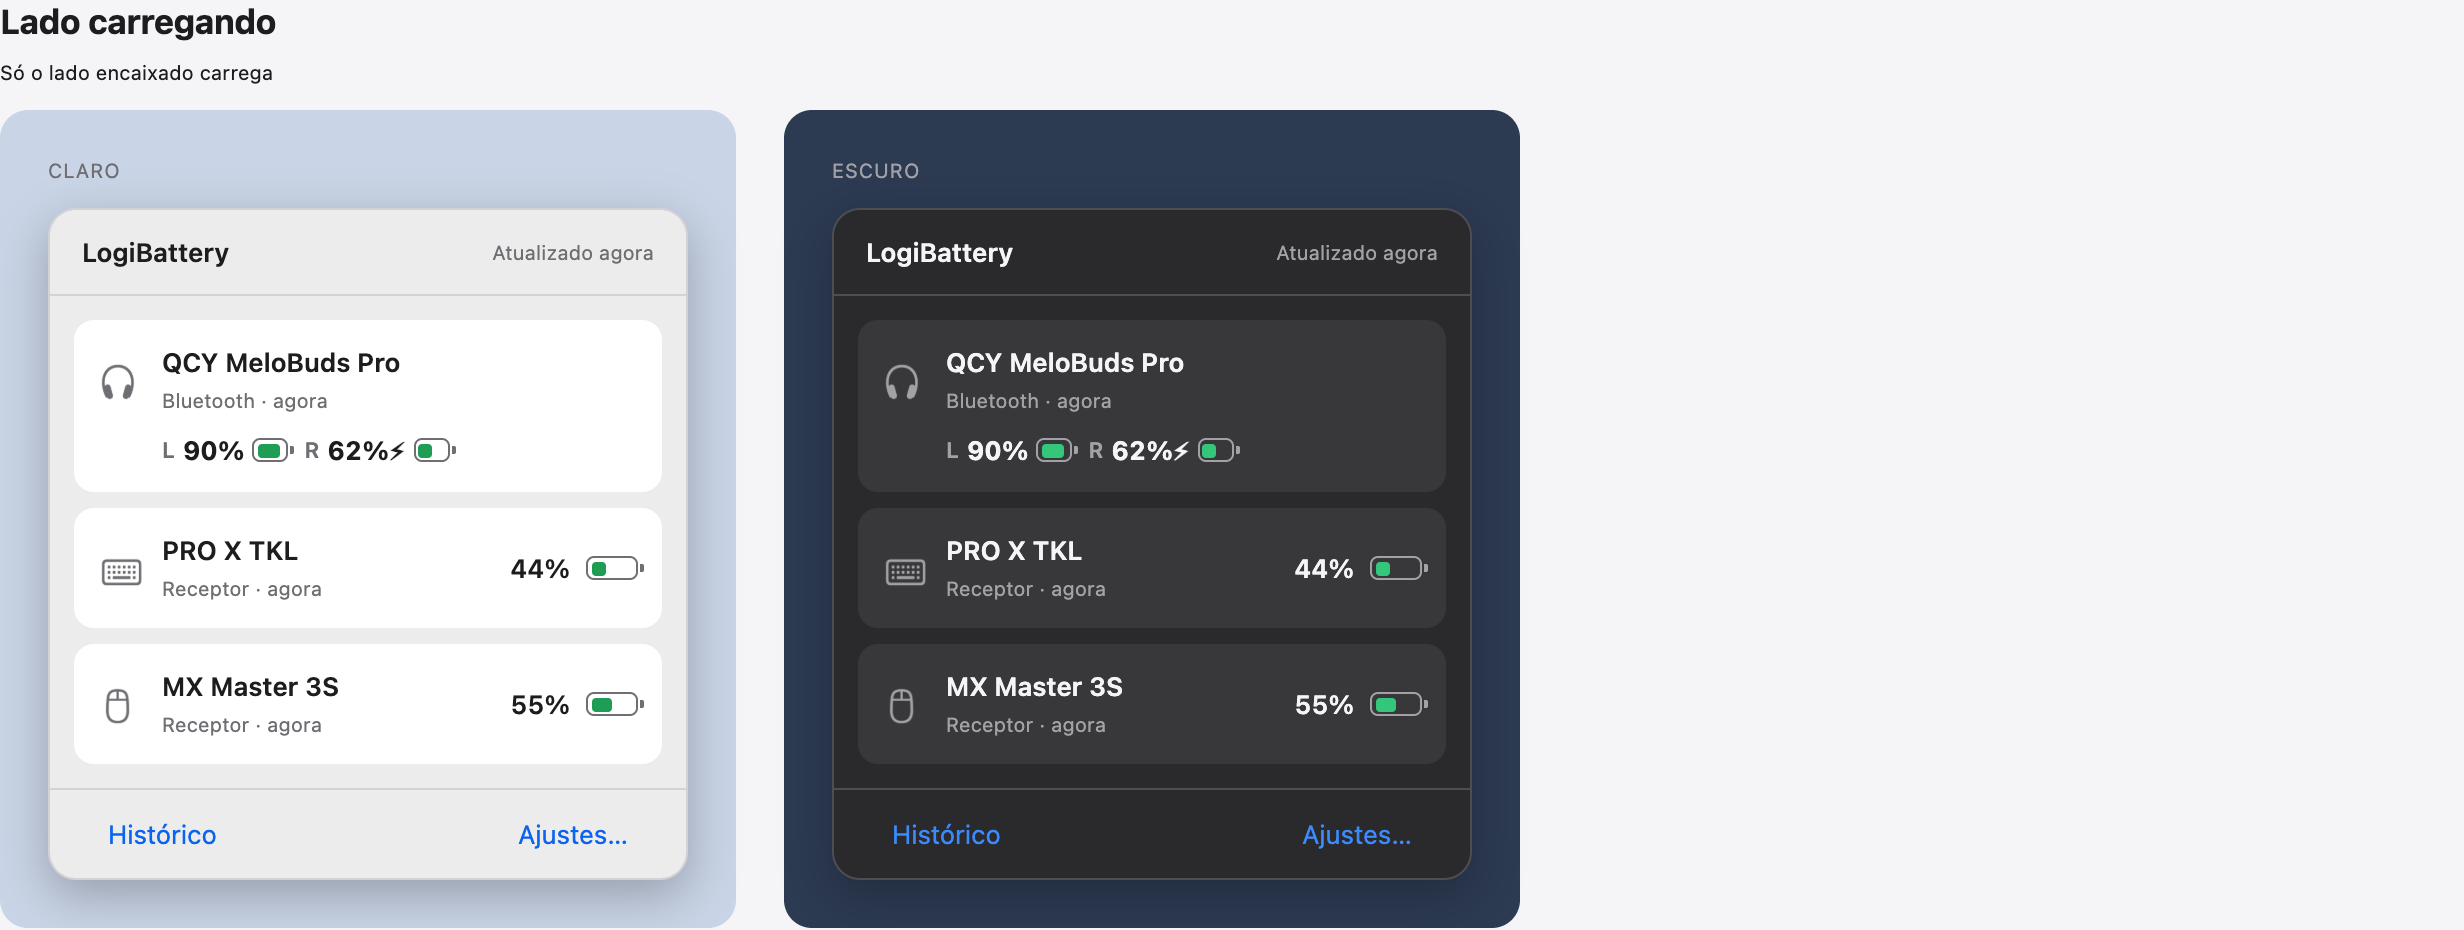 Lado carregando
Só o lado encaixado carrega
CLARO
LogiBattery Atualizado agora
QCY MeloBuds Pro
Bluetooth · agora
L 90% R 62%⚡
PRO X TKL
Receptor · agora
44%
MX Master 3S
Receptor · agora
55%
Histórico Ajustes...
ESCURO
LogiBattery Atualizado agora
QCY MeloBuds Pro
Bluetooth · agora
L 90% R 62%⚡
PRO X TKL
Receptor · agora
44%
MX Master 3S
Receptor · agora
55%
Histórico Ajustes...